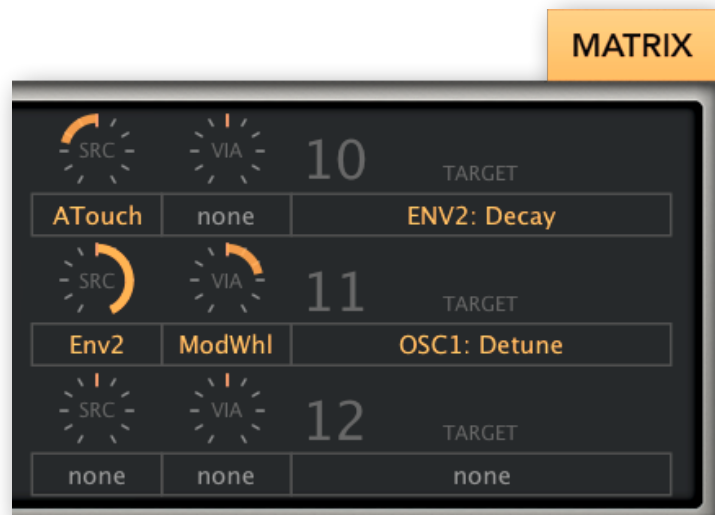 MATRIX
SRC VIA 10 TARGET
ATouch none ENV2: Decay
SRC VIA 11 TARGET
Env2 ModWhl OSC1: Detune
SRC VIA 12 TARGET
none none none